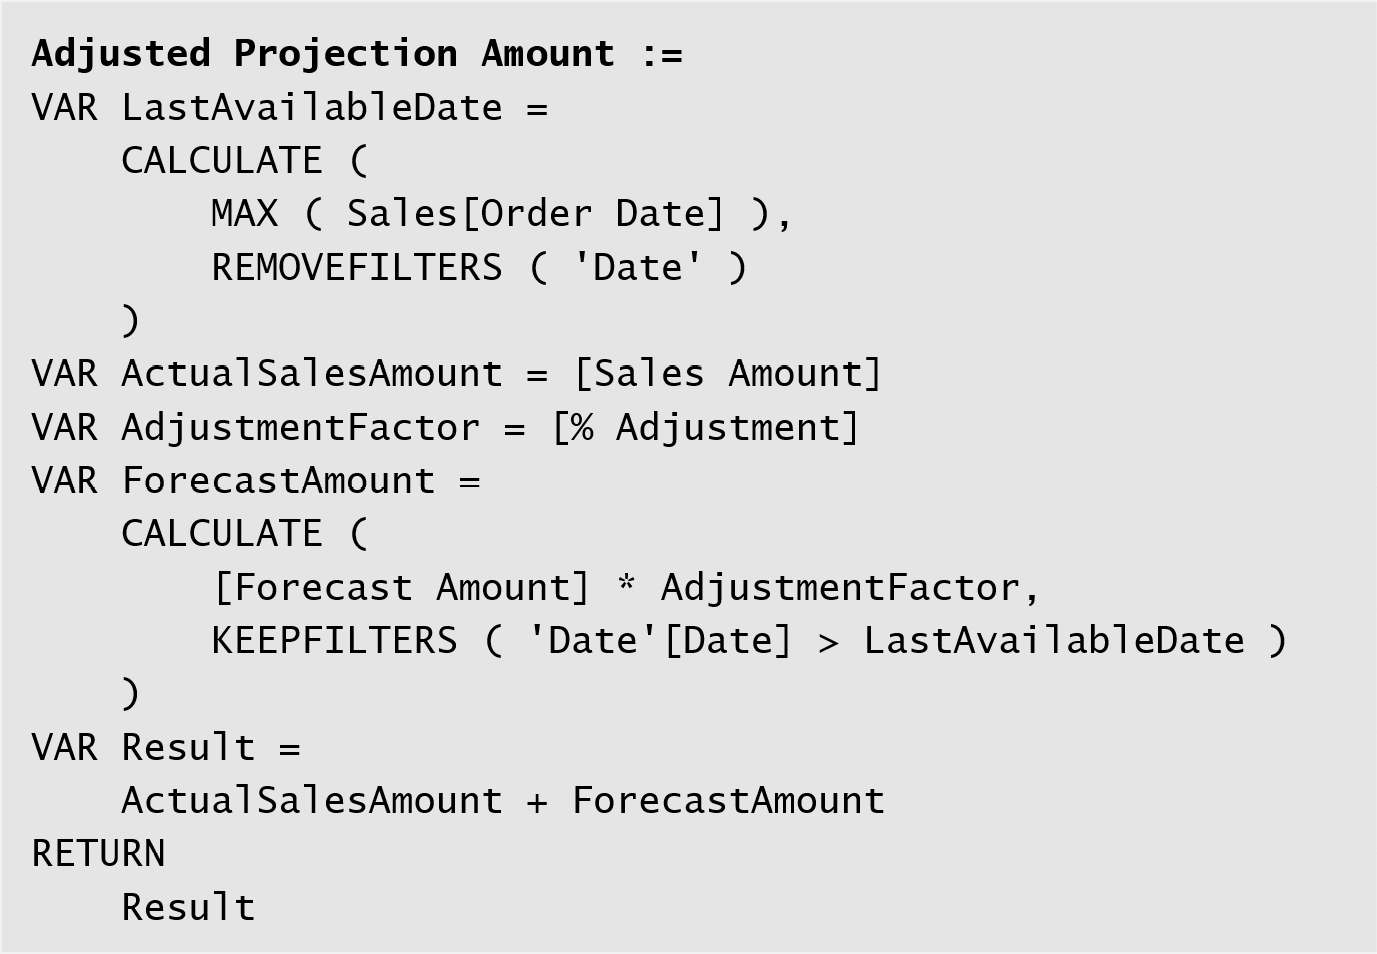 Adjusted Projection Amount :=
VAR LastAvailableDate =
    CALCULATE (
        MAX ( Sales[Order Date] ),
        REMOVEFILTERS ( 'Date' )
    )
VAR ActualSalesAmount = [Sales Amount]
VAR AdjustmentFactor = [% Adjustment]
VAR ForecastAmount =
    CALCULATE (
        [Forecast Amount] * AdjustmentFactor,
        KEEPFILTERS ( 'Date'[Date] > LastAvailableDate )
    )
VAR Result =
    ActualSalesAmount + ForecastAmount
RETURN
    Result